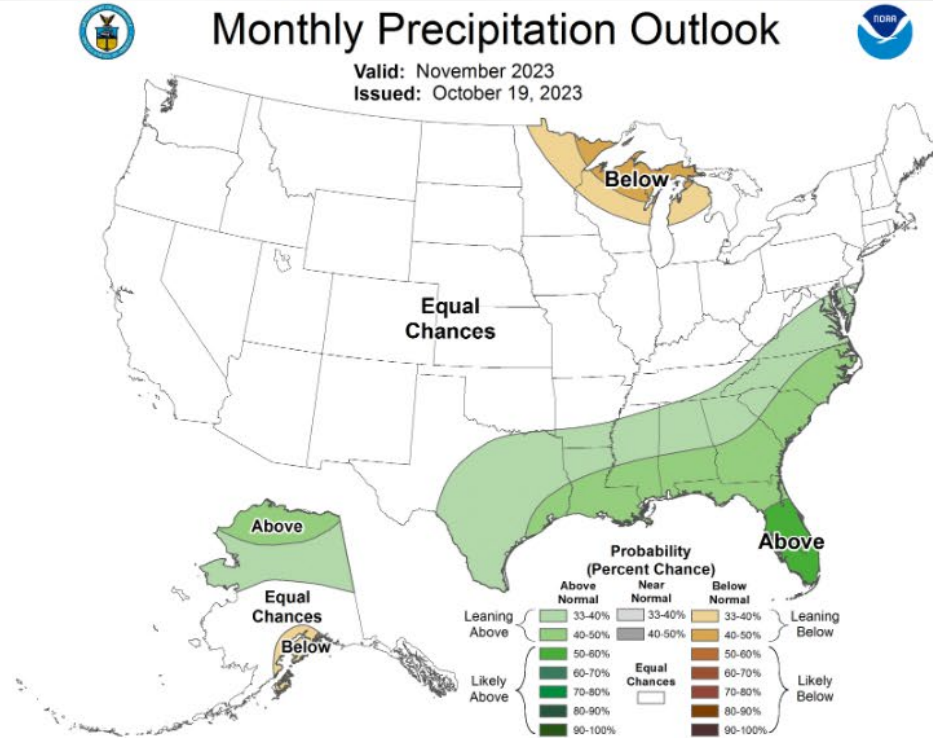 Monthly Precipitation Outlook
NOAA
Valid: November 2023
Issued: October 19, 2023
Below
Equal
Chances
Above
Above
Equal
Chances
Below
Probability
(Percent Chance)
Above
Normal
Near
Normal
Below
Normal
Leaning
Above
33-40%
40-50%
33-40%
40-50%
33-40%
40-50%
Leaning
Below
Likely
Above
50-60%
60-70%
70-80%
80-90%
90-100%
Equal
Chances
50-60%
60-70%
70-80%
80-90%
90-100%
Likely
Below